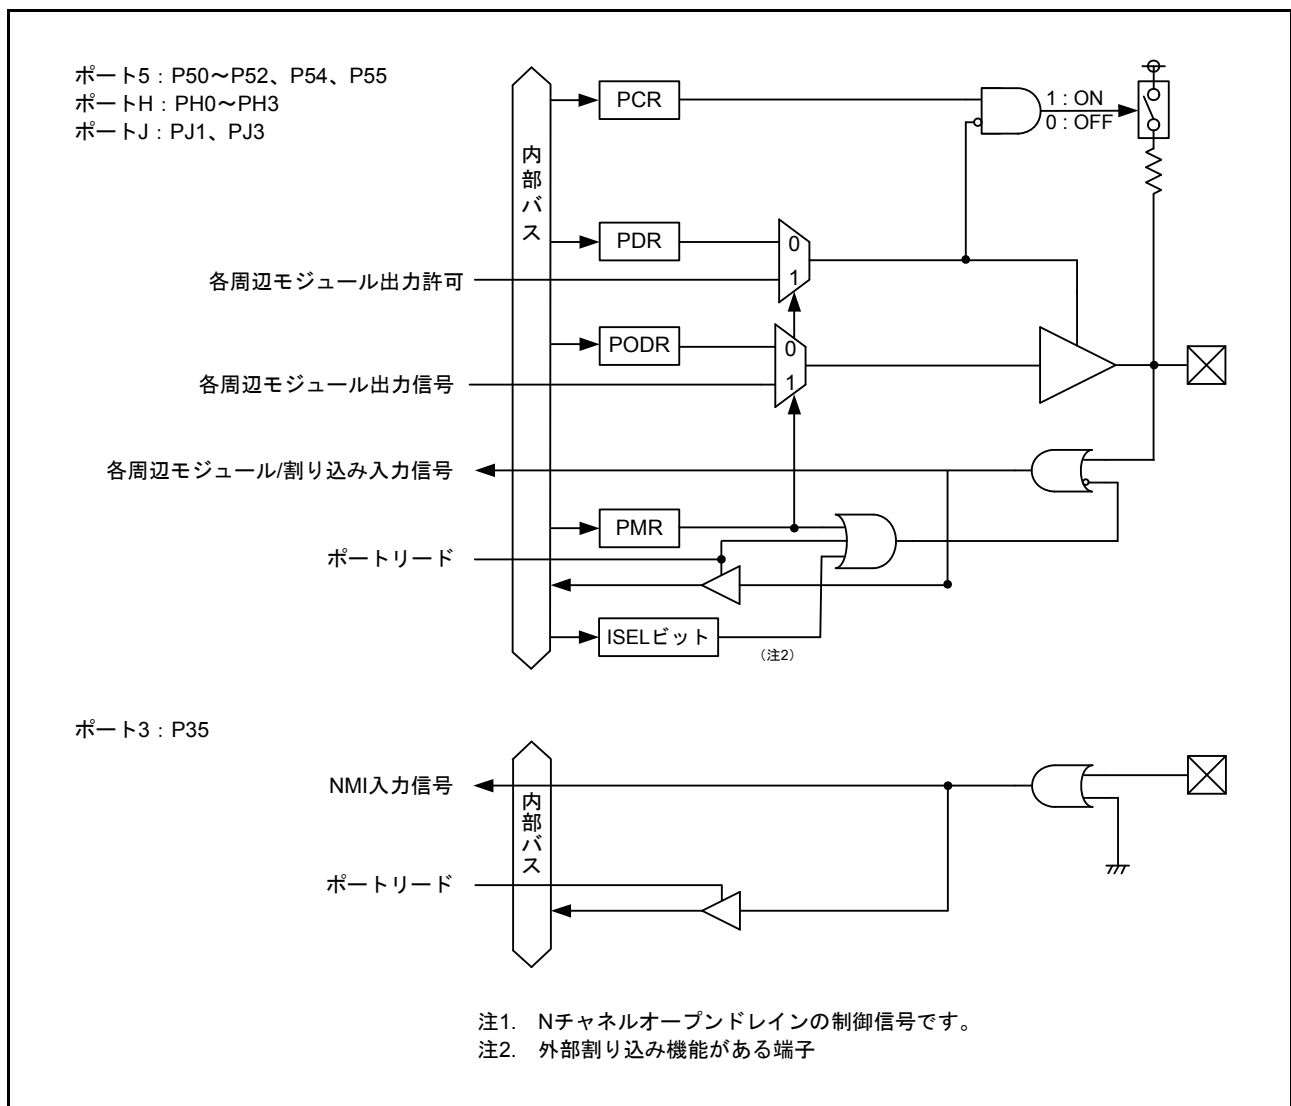 ポート5：P50～P52、P54、P55
ポートH：PH0～PH3
ポートJ：PJ1、PJ3
内部バス
PCR
1 : ON
0 : OFF
PDR
0
1
各周辺モジュール出力許可
PODR
0
1
各周辺モジュール出力信号
各周辺モジュール/割り込み入力信号
PMR
ポートリード
ISELビット
（注2）
ポート3：P35
NMI入力信号
内部バス
ポートリード
注1. Nチャネルオープンドレインの制御信号です。
注2. 外部割り込み機能がある端子